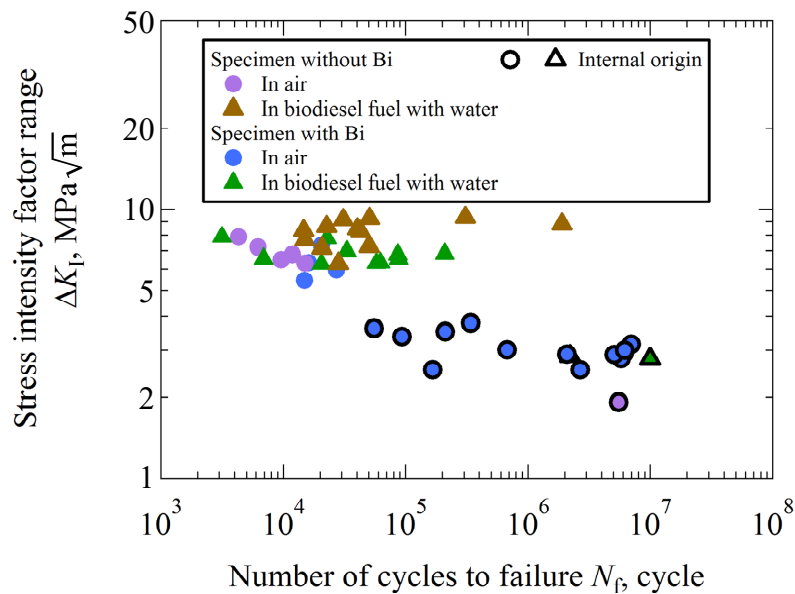 50
20
10
5
2
1
Stress intensity factor range
ΔK_I, MPa√m
Specimen without Bi
Internal origin
In air
In biodiesel fuel with water
Specimen with Bi
In air
In biodiesel fuel with water
10³ 10⁴ 10⁵ 10⁶ 10⁷ 10⁸
Number of cycles to failure N_f, cycle